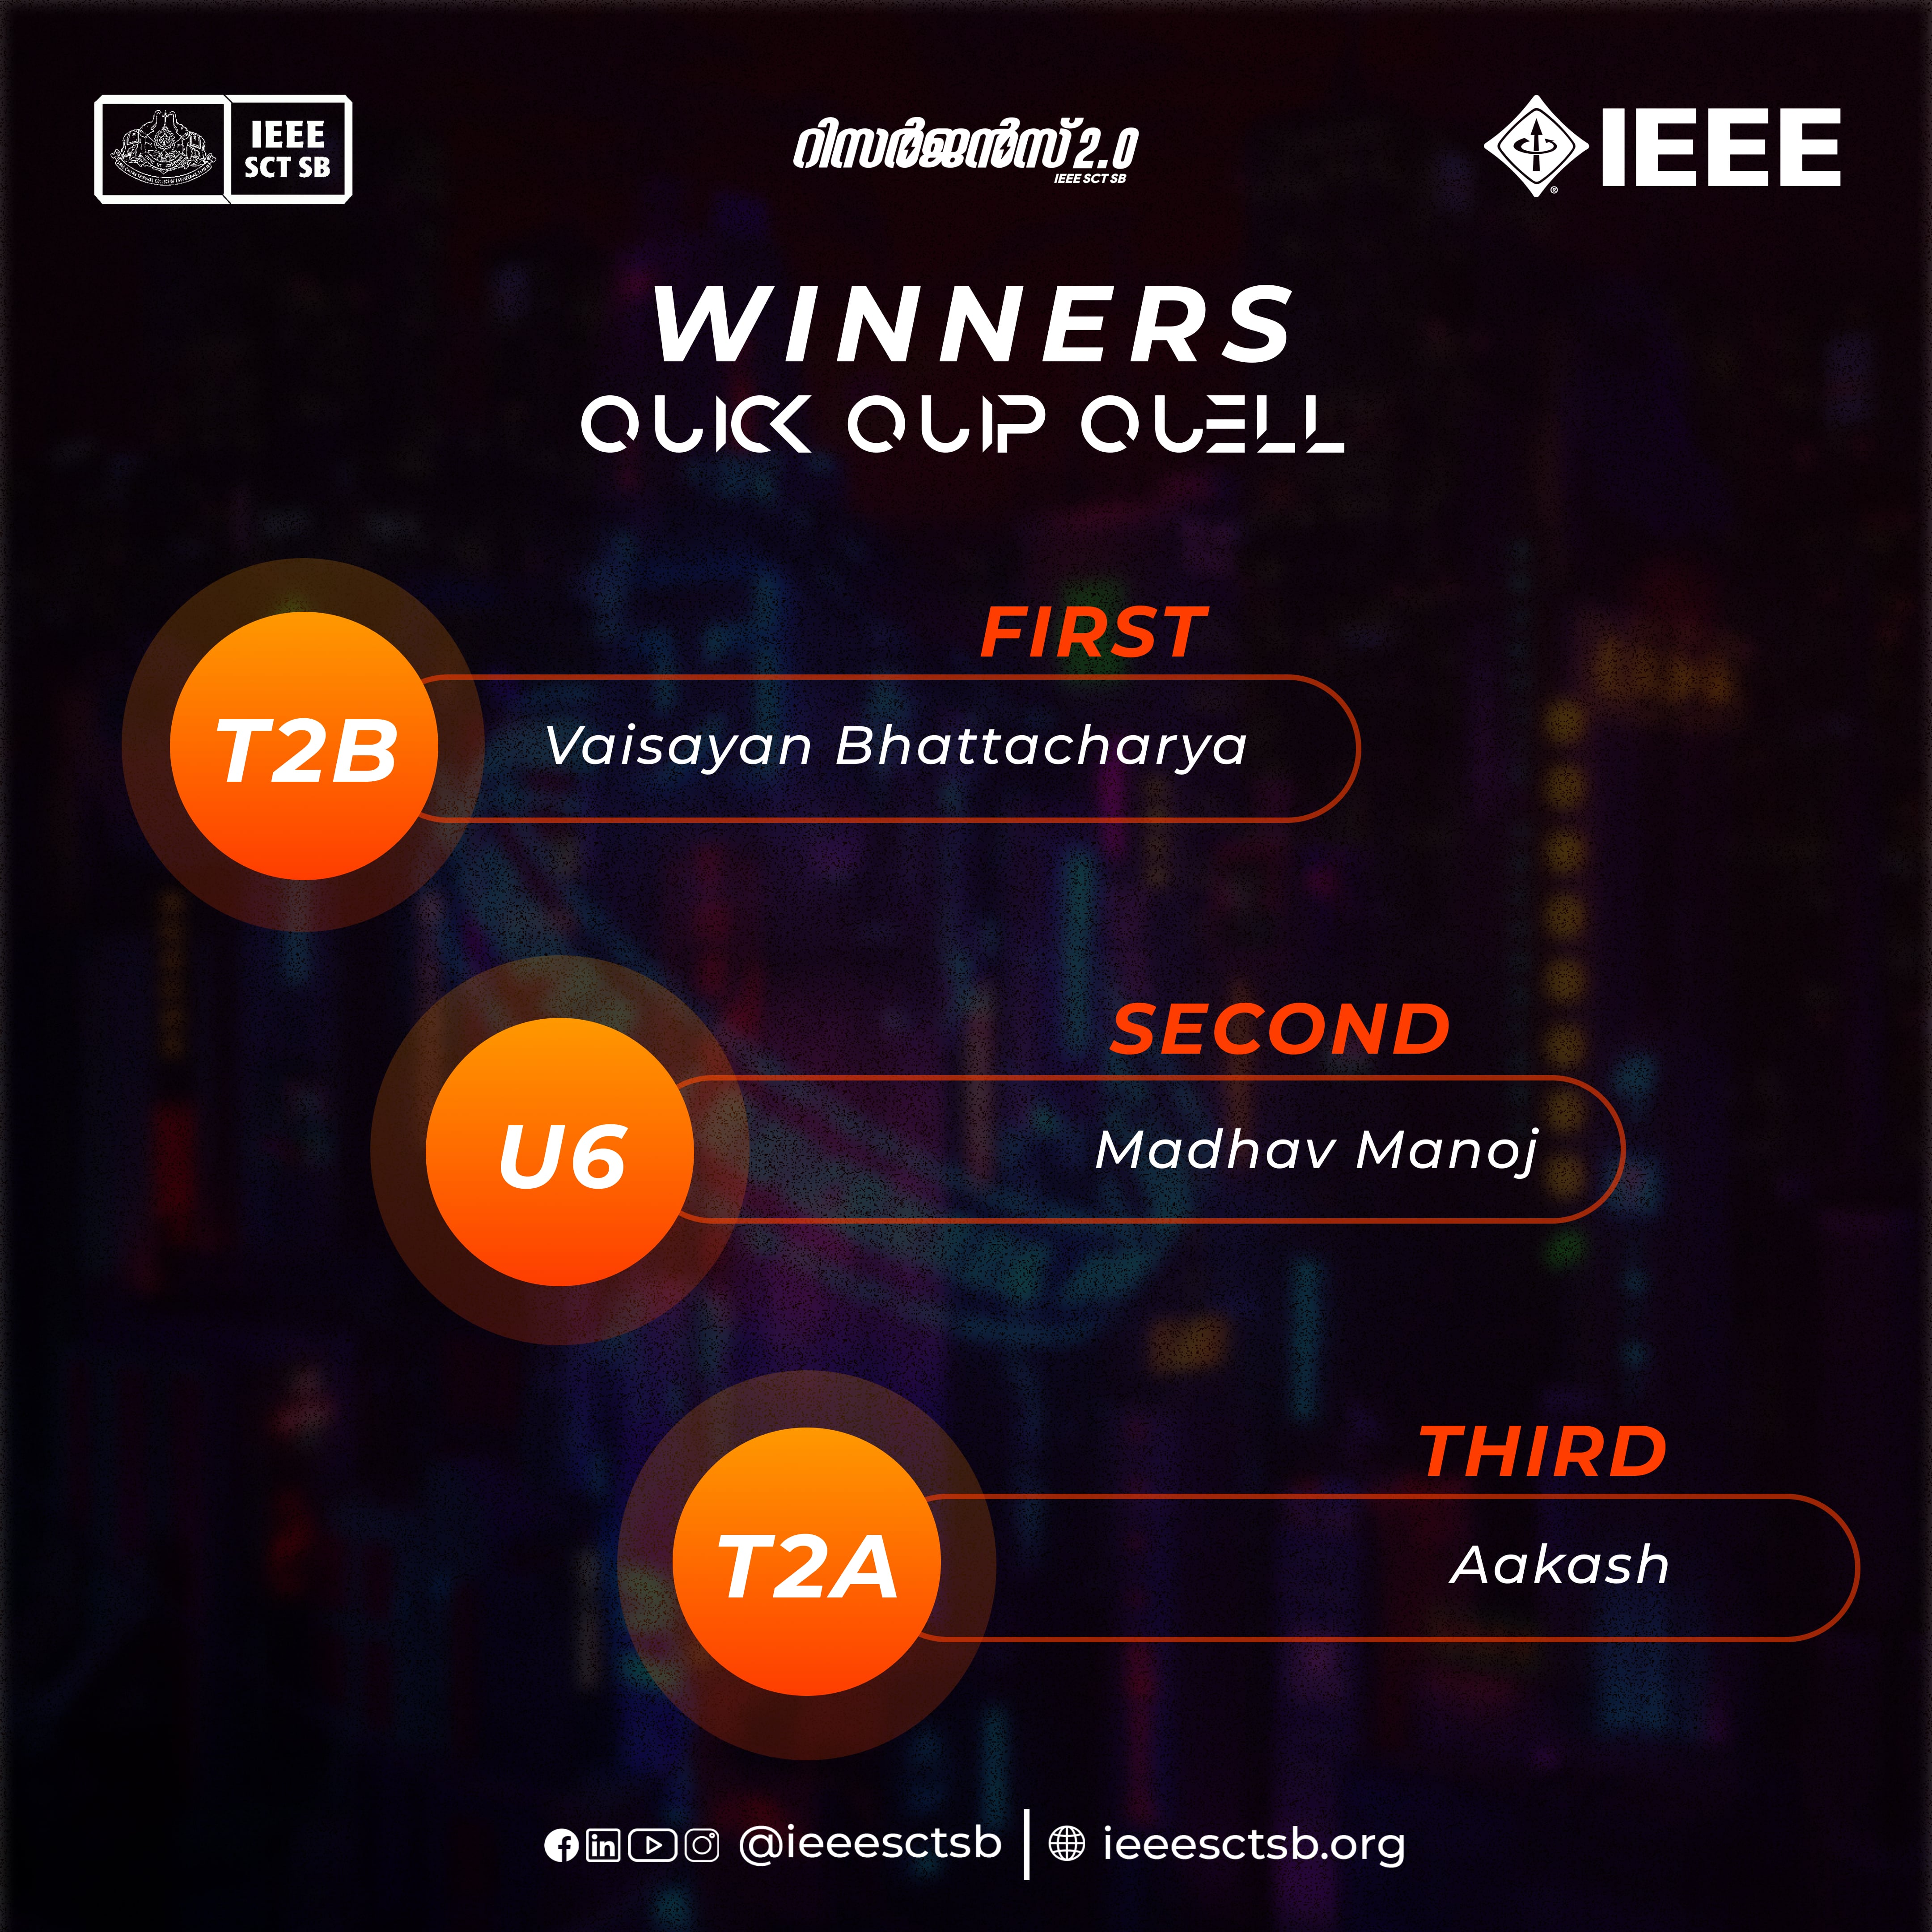 IEEE
SCT SB
റിസർജൻസ് 2.0
IEEE SCT SB
IEEE
WINNERS
QUICK QUIP QUELL
FIRST
T2B
Vaisayan Bhattacharya
SECOND
U6
Madhav Manoj
THIRD
T2A
Aakash
@ieeesctsb
ieeesctsb.org